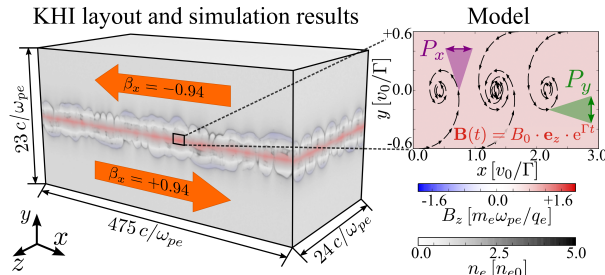 KHI layout and simulation results
Model
β_x = −0.94
β_x = +0.94
23 c/ω_pe
475 c/ω_pe
24 c/ω_pe
y
x
z
P_x
P_y
B(t) = B_0 · e_z · e^{Γt}
+0.6
0.0
-0.6
y [v_0/Γ]
0.0
1.0
2.0
3.0
x [v_0/Γ]
-1.6
0.0
+1.6
B_z [m_e ω_pe/q_e]
0.0
2.5
5.0
n_e [n_e0]